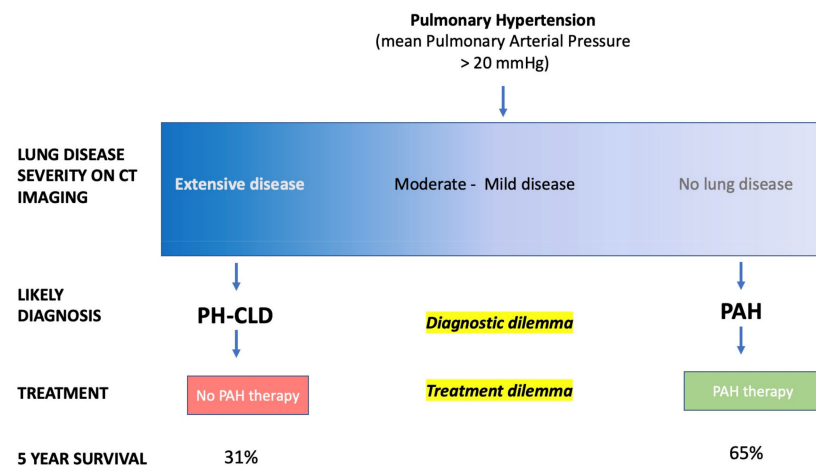 Pulmonary Hypertension
(mean Pulmonary Arterial Pressure
> 20 mmHg)
LUNG DISEASE
SEVERITY ON CT
IMAGING
Extensive disease
Moderate - Mild disease
No lung disease
LIKELY
DIAGNOSIS
PH-CLD
Diagnostic dilemma
PAH
TREATMENT
No PAH therapy
Treatment dilemma
PAH therapy
5 YEAR SURVIVAL
31%
65%